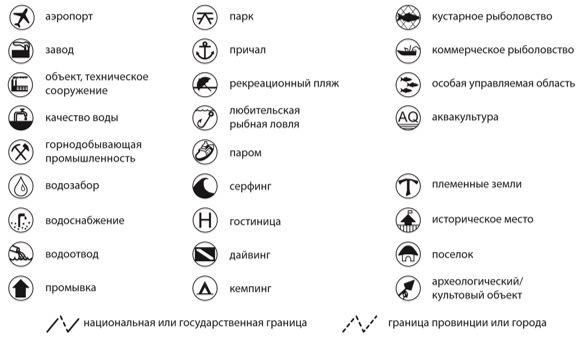 аэропорт
завод
объект, техническое
сооружение
качество воды
горнодобывающая
промышленность
водозабор
водоснабжение
водоотвод
промывка
парк
причал
рекреационный пляж
любительская
рыбная ловля
паром
серфинг
H
гостиница
дайвинг
кемпинг
кустарное рыболовство
коммерческое рыболовство
особая управляемая область
AQ
аквакультура
племенные земли
историческое место
поселок
археологический/
культовый объект
национальная или государственная граница
граница провинции или города